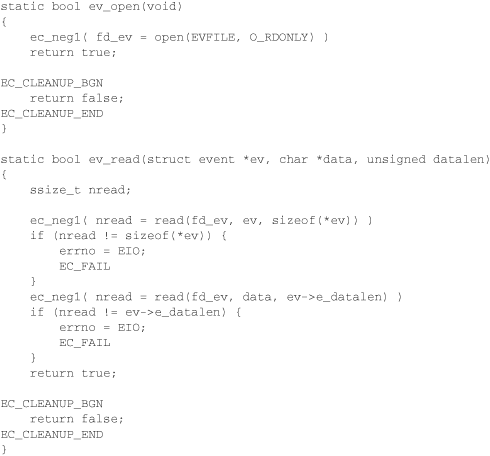 static bool ev_open(void)
{
    ec_neg1( fd_ev = open(EVFILE, O_RDONLY) )
    return true;

EC_CLEANUP_BGN
    return false;
EC_CLEANUP_END
}

static bool ev_read(struct event *ev, char *data, unsigned datalen)
{
    ssize_t nread;

    ec_neg1( nread = read(fd_ev, ev, sizeof(*ev)) )
    if (nread != sizeof(*ev)) {
        errno = EIO;
        EC_FAIL
    }
    ec_neg1( nread = read(fd_ev, data, ev->e_datalen) )
    if (nread != ev->e_datalen) {
        errno = EIO;
        EC_FAIL
    }
    return true;

EC_CLEANUP_BGN
    return false;
EC_CLEANUP_END
}